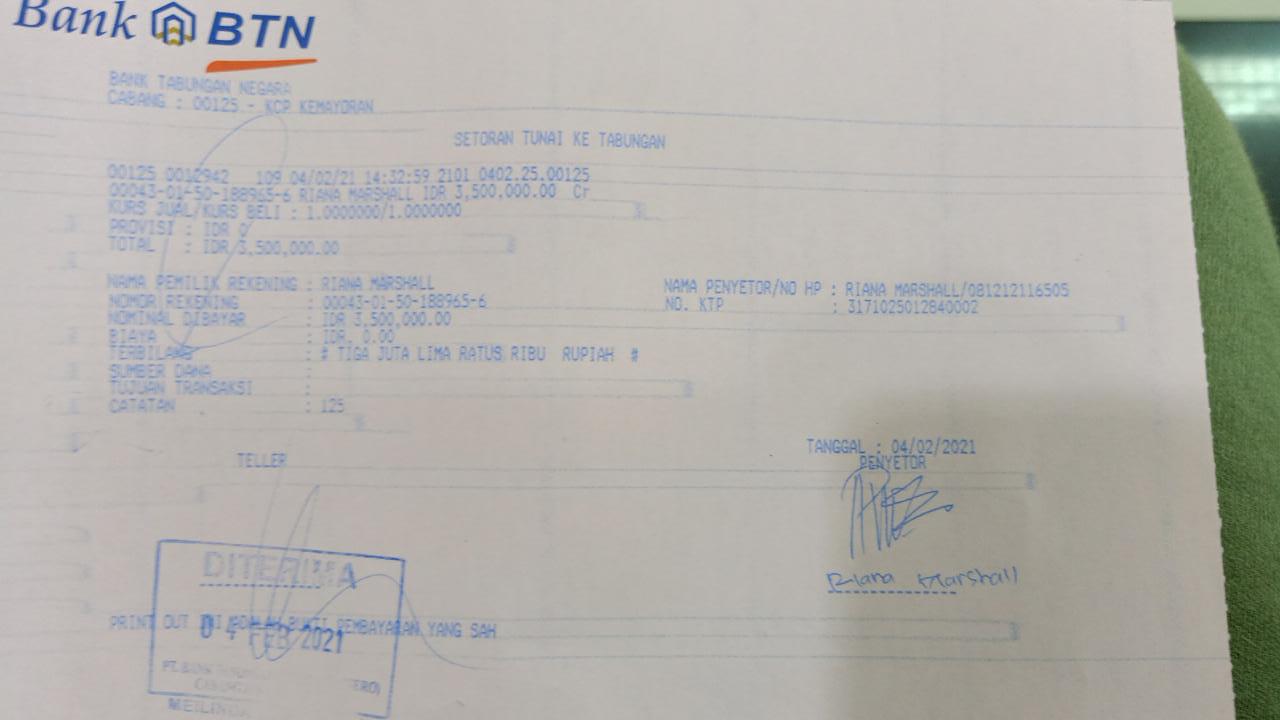 Bank BTN
BANK TABUNGAN NEGARA
CABANG : 00125 - KCP KEMAYORAN
SETORAN TUNAI KE TABUNGAN
00125 0012942 109 04/02/21 14:32:59 2101 0402.25.00125
00043-01-50-188965-6 RIANA MARSHALL IDR 3,500,000.00 Cr
KURS JUAL/KURS BELI : 1.0000000/1.0000000
PROVISI : IDR 0
TOTAL : IDR 3,500,000.00
NAMA PEMILIK REKENING : RIANA MARSHALL
NAMA PENYETOR/NO HP : RIANA MARSHALL/081212116505
NOMOR REKENING : 00043-01-50-188965-6
NO. KTP : 3171025012840002
NOMINAL DIBAYAR : IDR 3,500,000.00
BIAYA : IDR. 0.00
TERBILANG : # TIGA JUTA LIMA RATUS RIBU RUPIAH #
SUMBER DANA :
TUJUAN TRANSAKSI :
CATATAN : 125
TANGGAL : 04/02/2021
TELLER
PENYETOR
Riana Marshall
DITERIMA
PRINT OUT INI ADALAH BUKTI PEMBAYARAN YANG SAH
04 FEB 2021
PT. BANK
MEILINDA